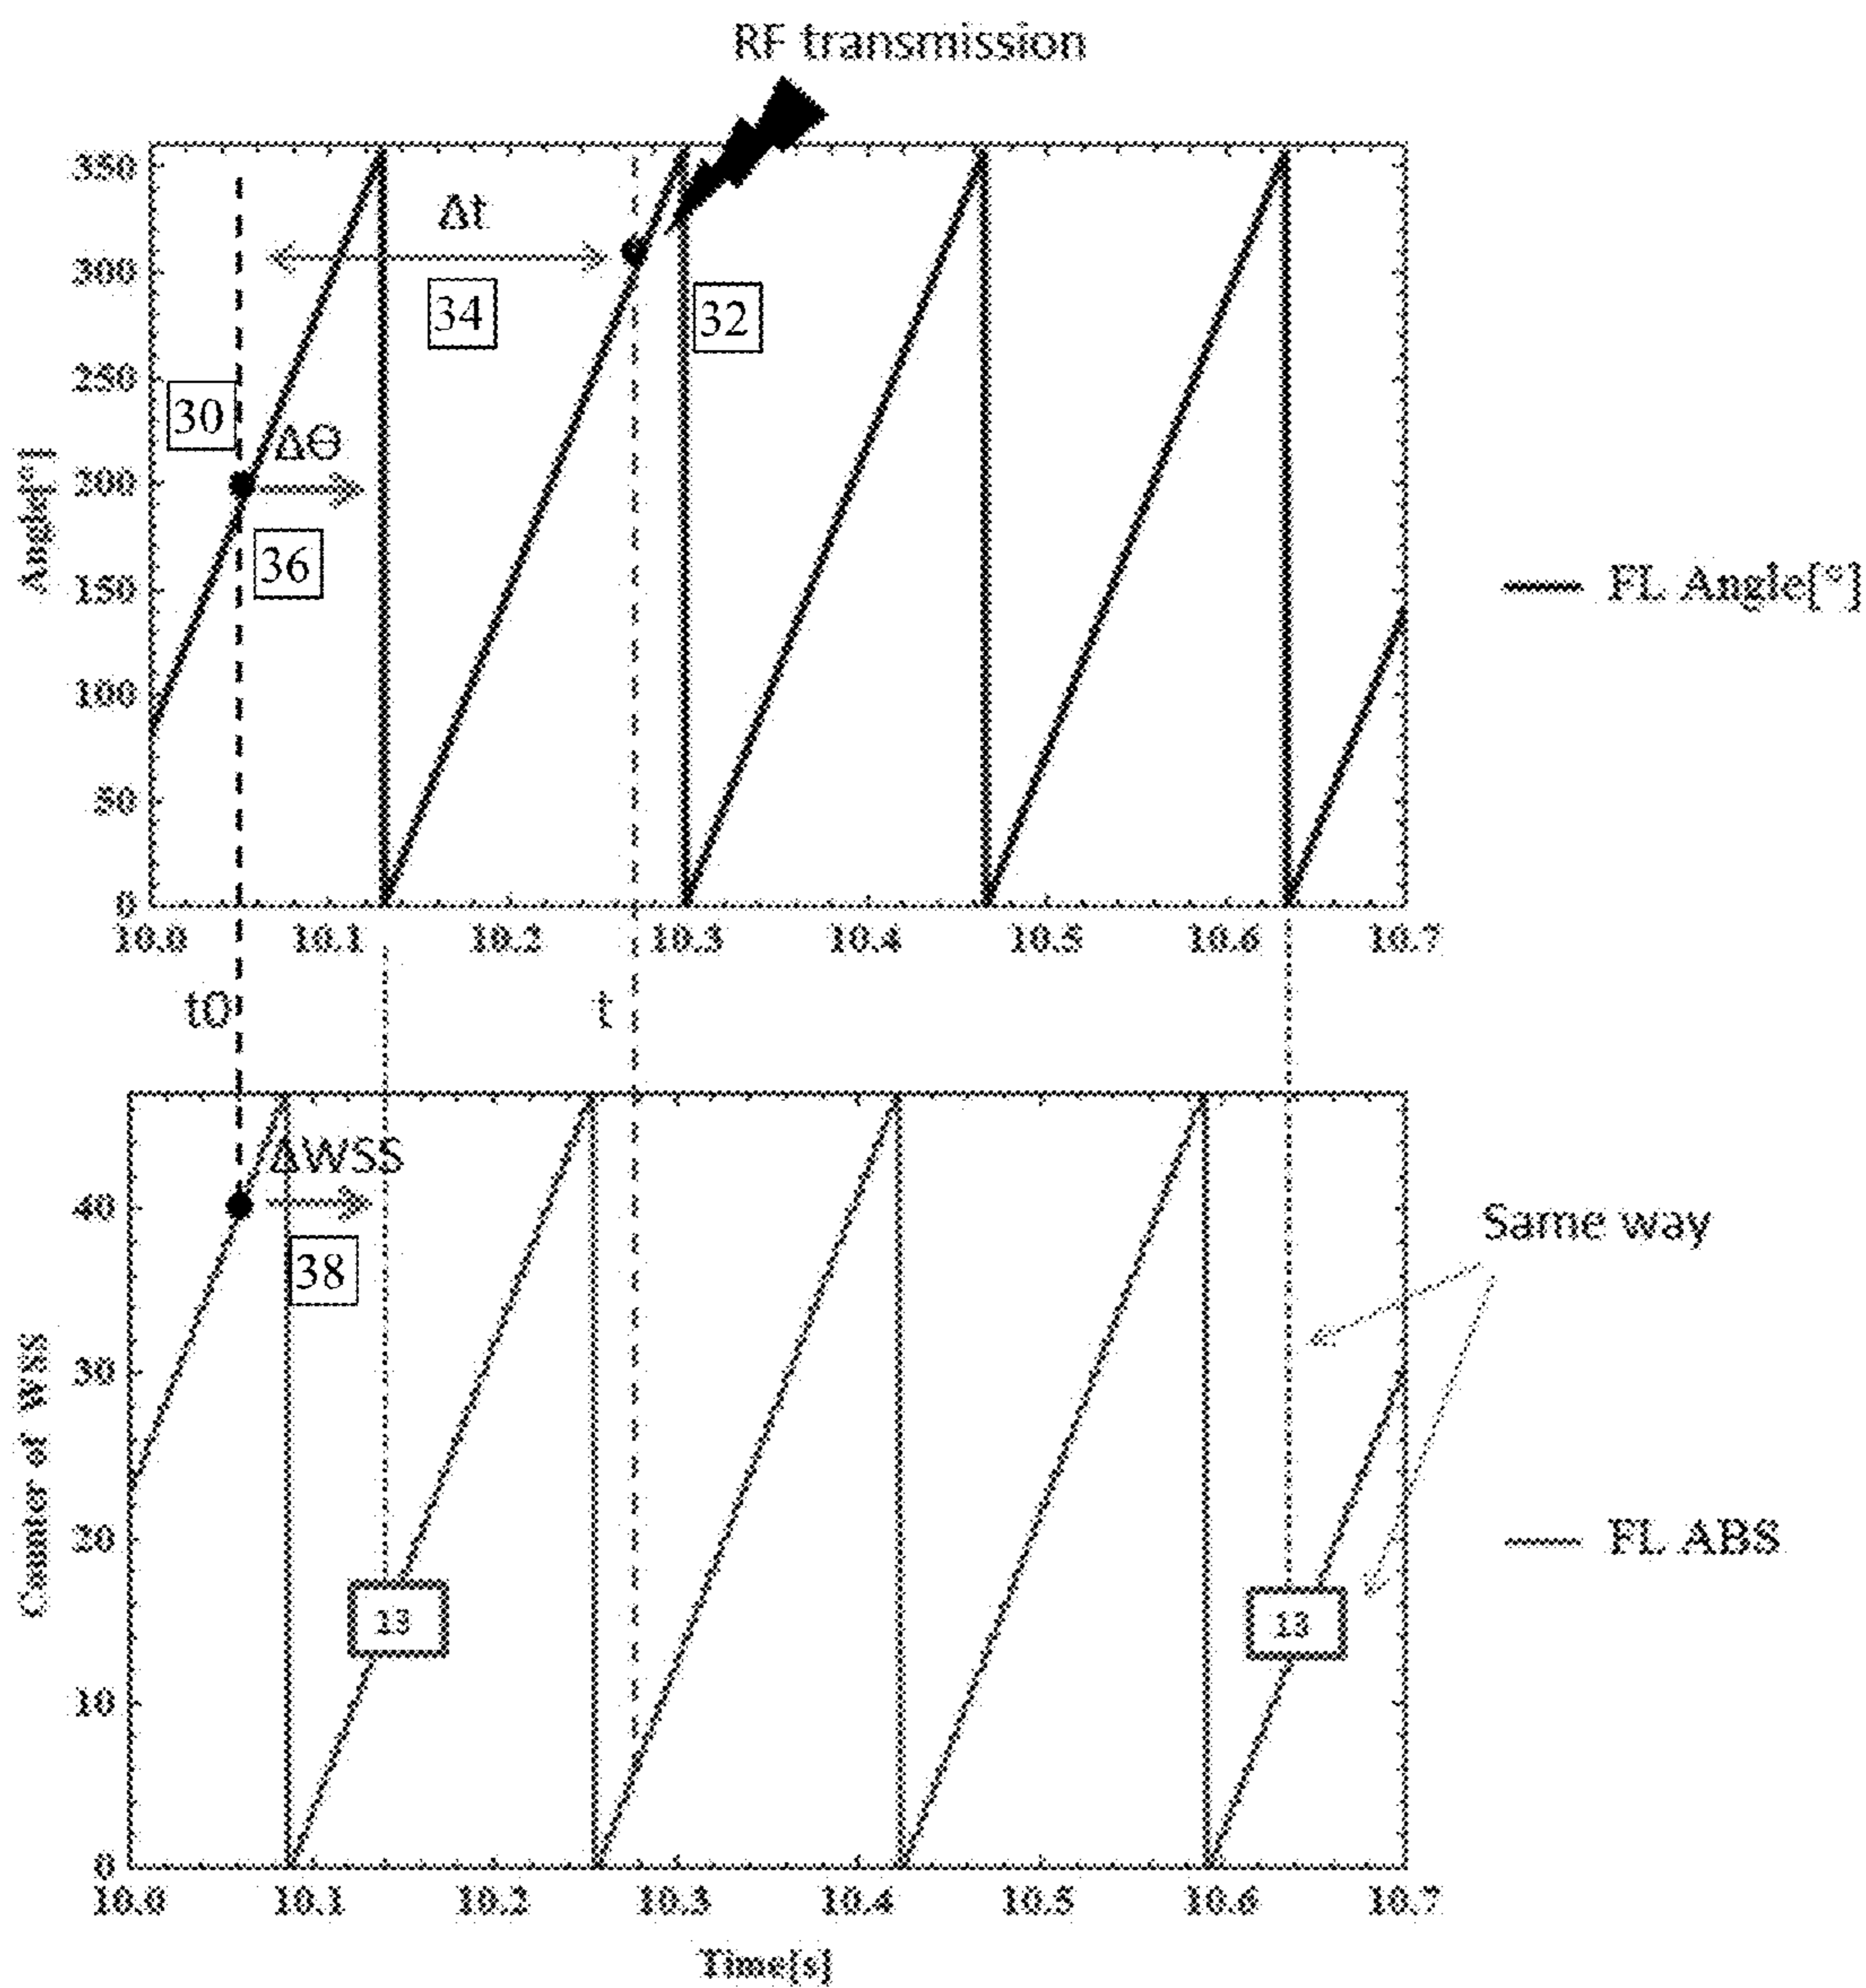 RF transmission
350
Δt
300
34
32
250
30
ΔΘ
200
Angle[°]
36
150
FL Angle[°]
100
50
0
10.0 10.1 10.2 10.3 10.4 10.5 10.6 10.7
t0 t
ΔWSS
40
Same way
38
30
Counter of WSS
20
FL ABS
13 13
10
0
10.0 10.1 10.2 10.3 10.4 10.5 10.6 10.7
Time[s]